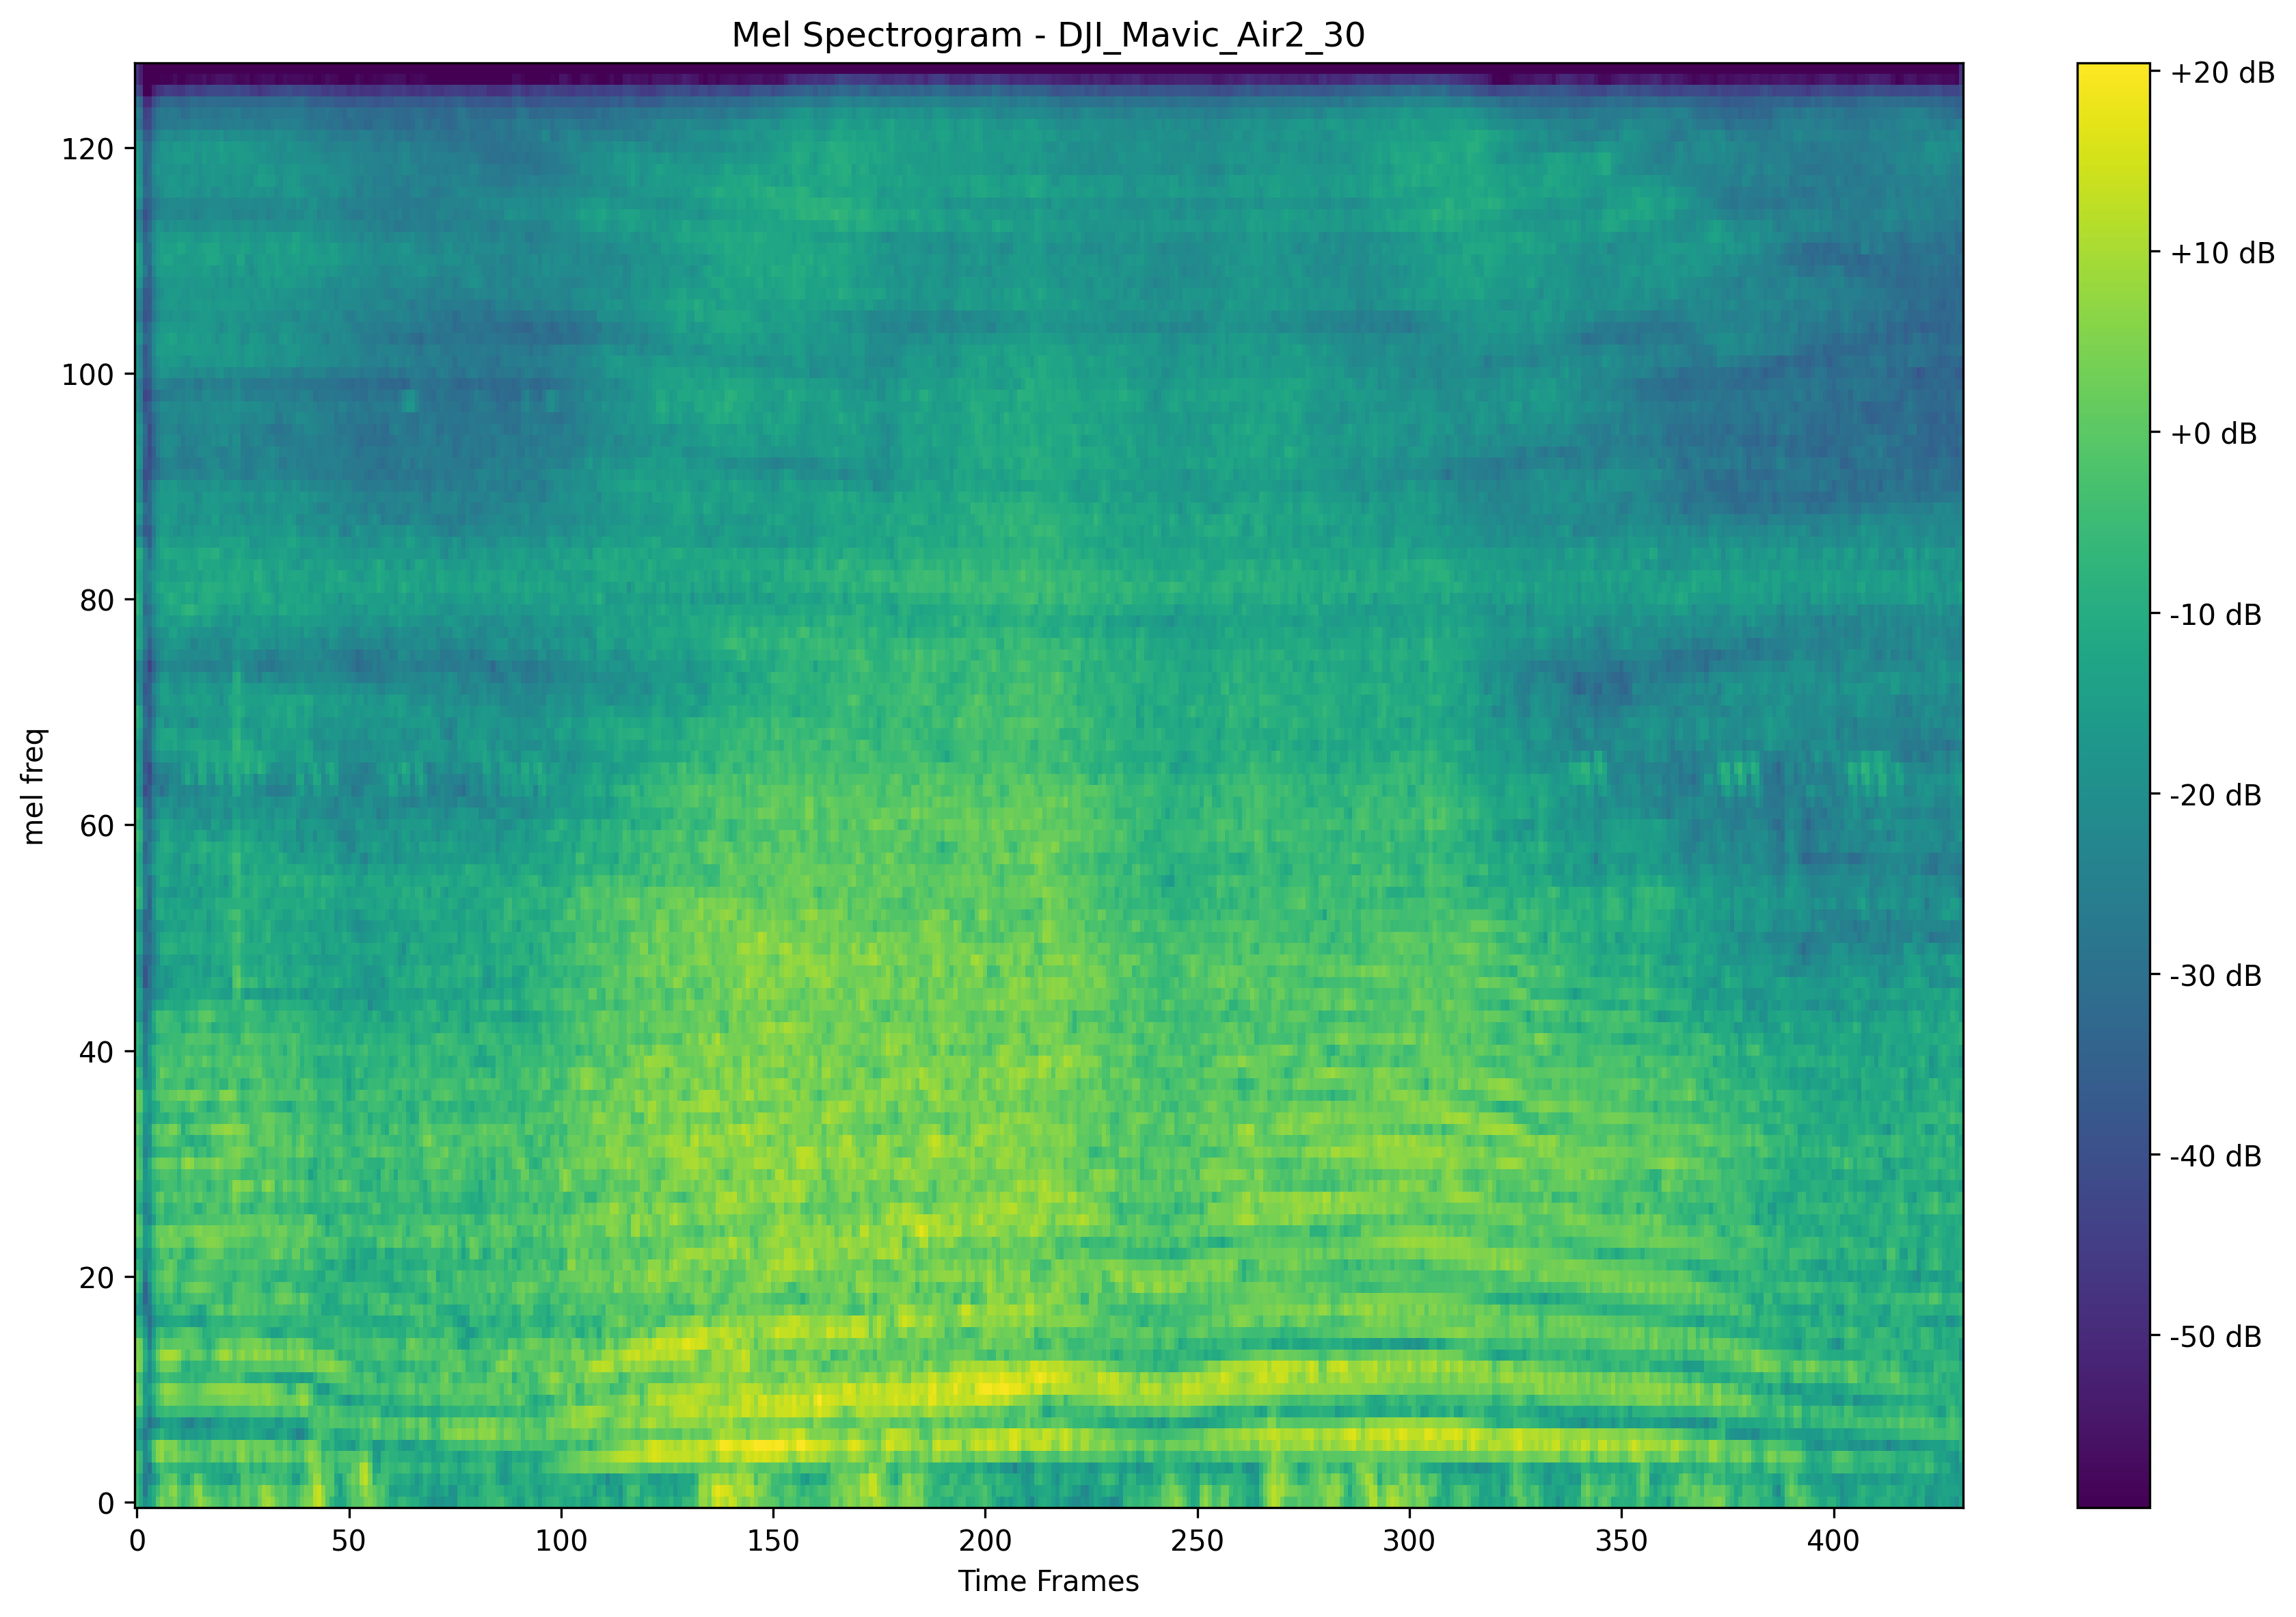 Mel Spectrogram - DJI_Mavic_Air2_30
mel freq
120
100
80
60
40
20
0
0 50 100 150 200 250 300 350 400
Time Frames
+20 dB
+10 dB
+0 dB
-10 dB
-20 dB
-30 dB
-40 dB
-50 dB